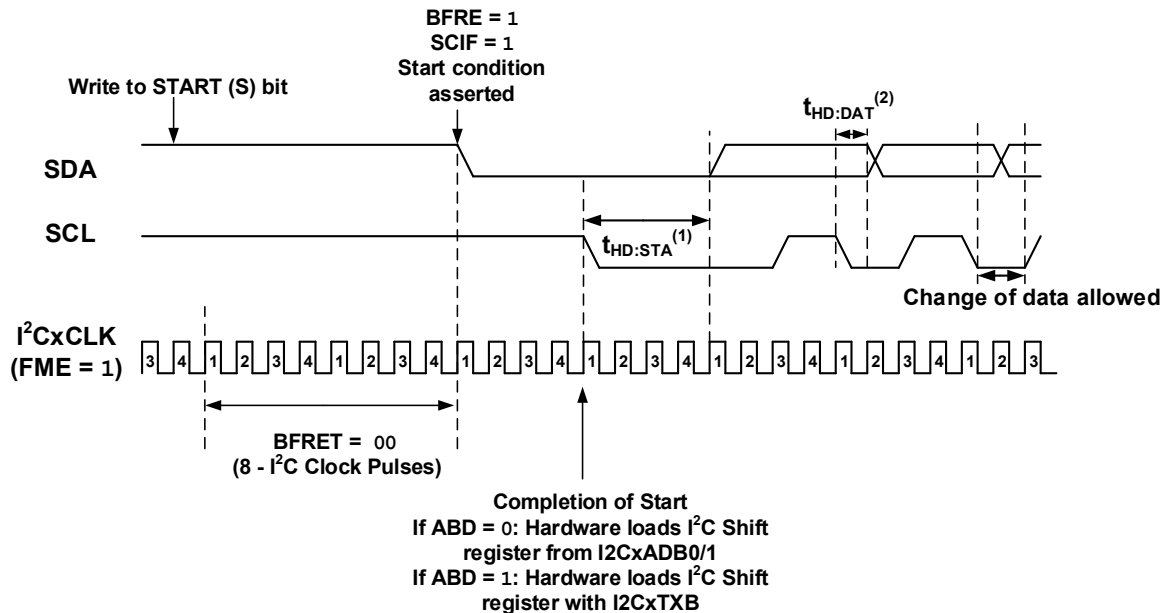 BFRE = 1
SCIF = 1
Start condition
asserted
Write to START (S) bit
tHD:DAT(2)
SDA
SCL
tHD:STA(1)
Change of data allowed
I2CxCLK
(FME = 1)
3 4 1 2 3 4 1 2 3 4 1 2 3 4 1 2 3 4 1 2 3 4 1 2 3 4 1 2 3
BFRET = 00
(8 - I2C Clock Pulses)
Completion of Start
If ABD = 0: Hardware loads I2C Shift
register from I2CxADB0/1
If ABD = 1: Hardware loads I2C Shift
register with I2CxTXB